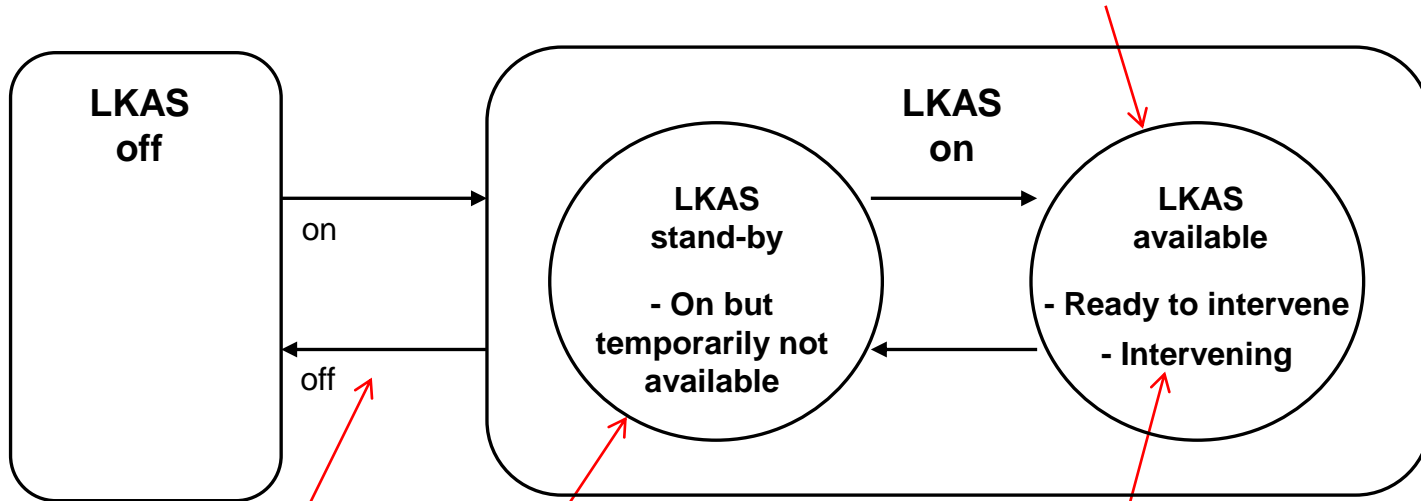 LKAS
off
on
off
LKAS
on
LKAS
stand-by
- On but
temporarily not
available
LKAS
available
- Ready to intervene
- Intervening